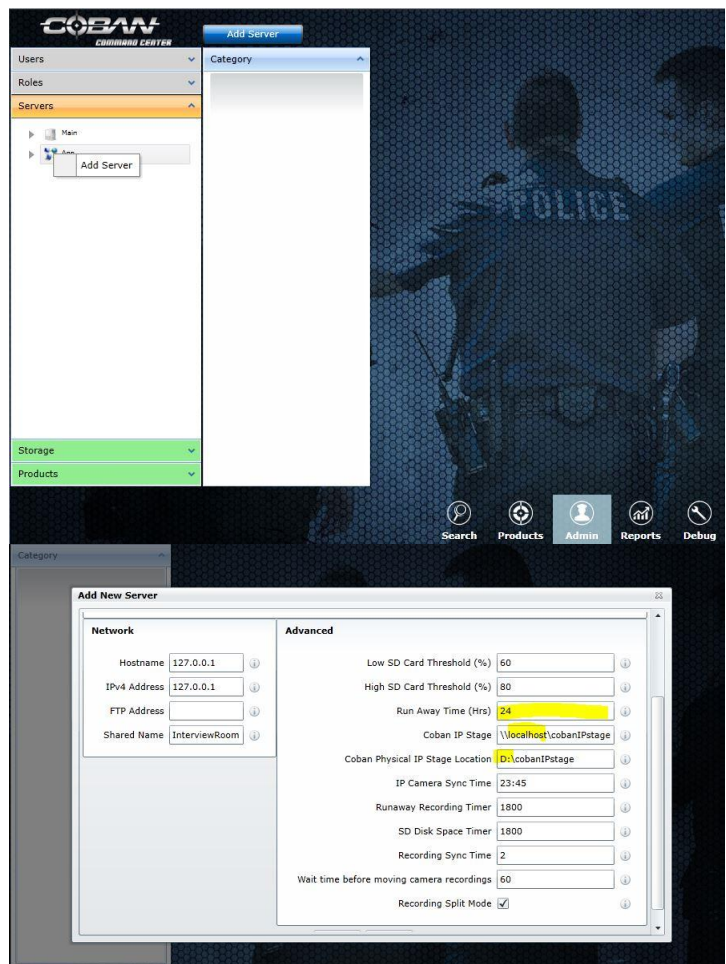 COBAN
COMMAND CENTER
Add Server
Users
Category
Roles
Servers
Main
App
Add Server
POLICE
Storage
Products
Search Products Admin Reports Debug
Category
Add New Server
Network
Advanced
Hostname 127.0.0.1
Low SD Card Threshold (%) 60
IPv4 Address 127.0.0.1
High SD Card Threshold (%) 80
FTP Address
Run Away Time (Hrs) 24
Shared Name InterviewRoom
Coban IP Stage \\localhost\cobanIPstage
Coban Physical IP Stage Location D:\cobanIPstage
IP Camera Sync Time 23:45
Runaway Recording Timer 1800
SD Disk Space Timer 1800
Recording Sync Time 2
Wait time before moving camera recordings 60
Recording Split Mode